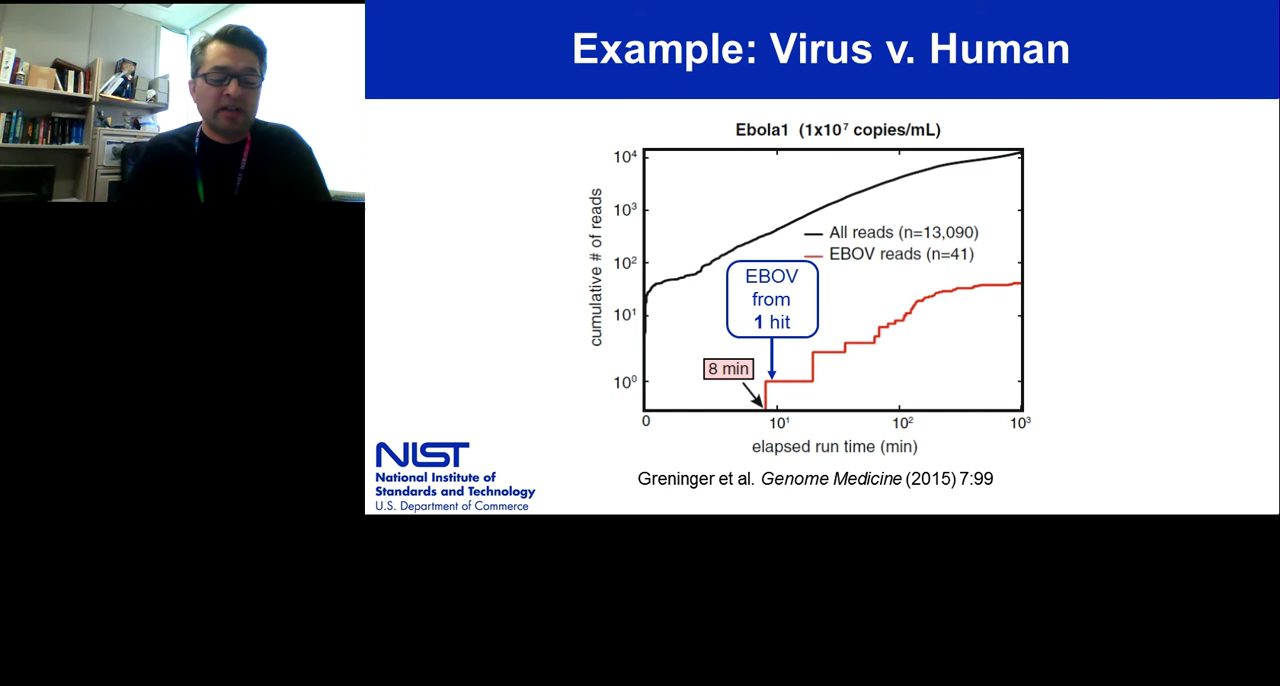 Example: Virus v. Human
Ebola1 (1x10⁷ copies/mL)
10⁴
10³
10²
10¹
10⁰
cumulative # of reads
All reads (n=13,090)
EBOV reads (n=41)
EBOV
from
1 hit
8 min
0
10¹
10²
10³
elapsed run time (min)
Greninger et al. Genome Medicine (2015) 7:99
NIST
National Institute of
Standards and Technology
U.S. Department of Commerce